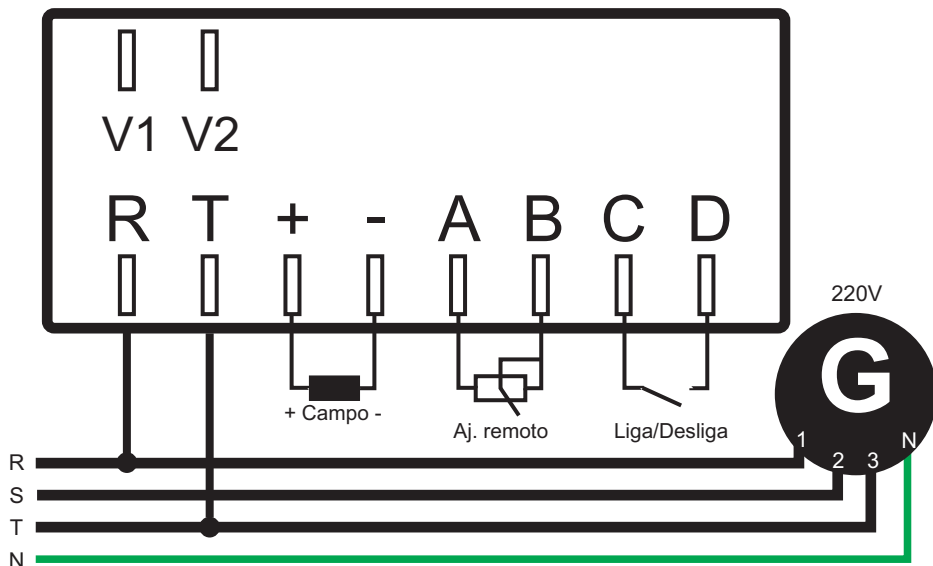 V1 V2
R T + - A B C D
220V
G
+ Campo -
Aj. remoto
Liga/Desliga
1
2
3
N
R
S
T
N